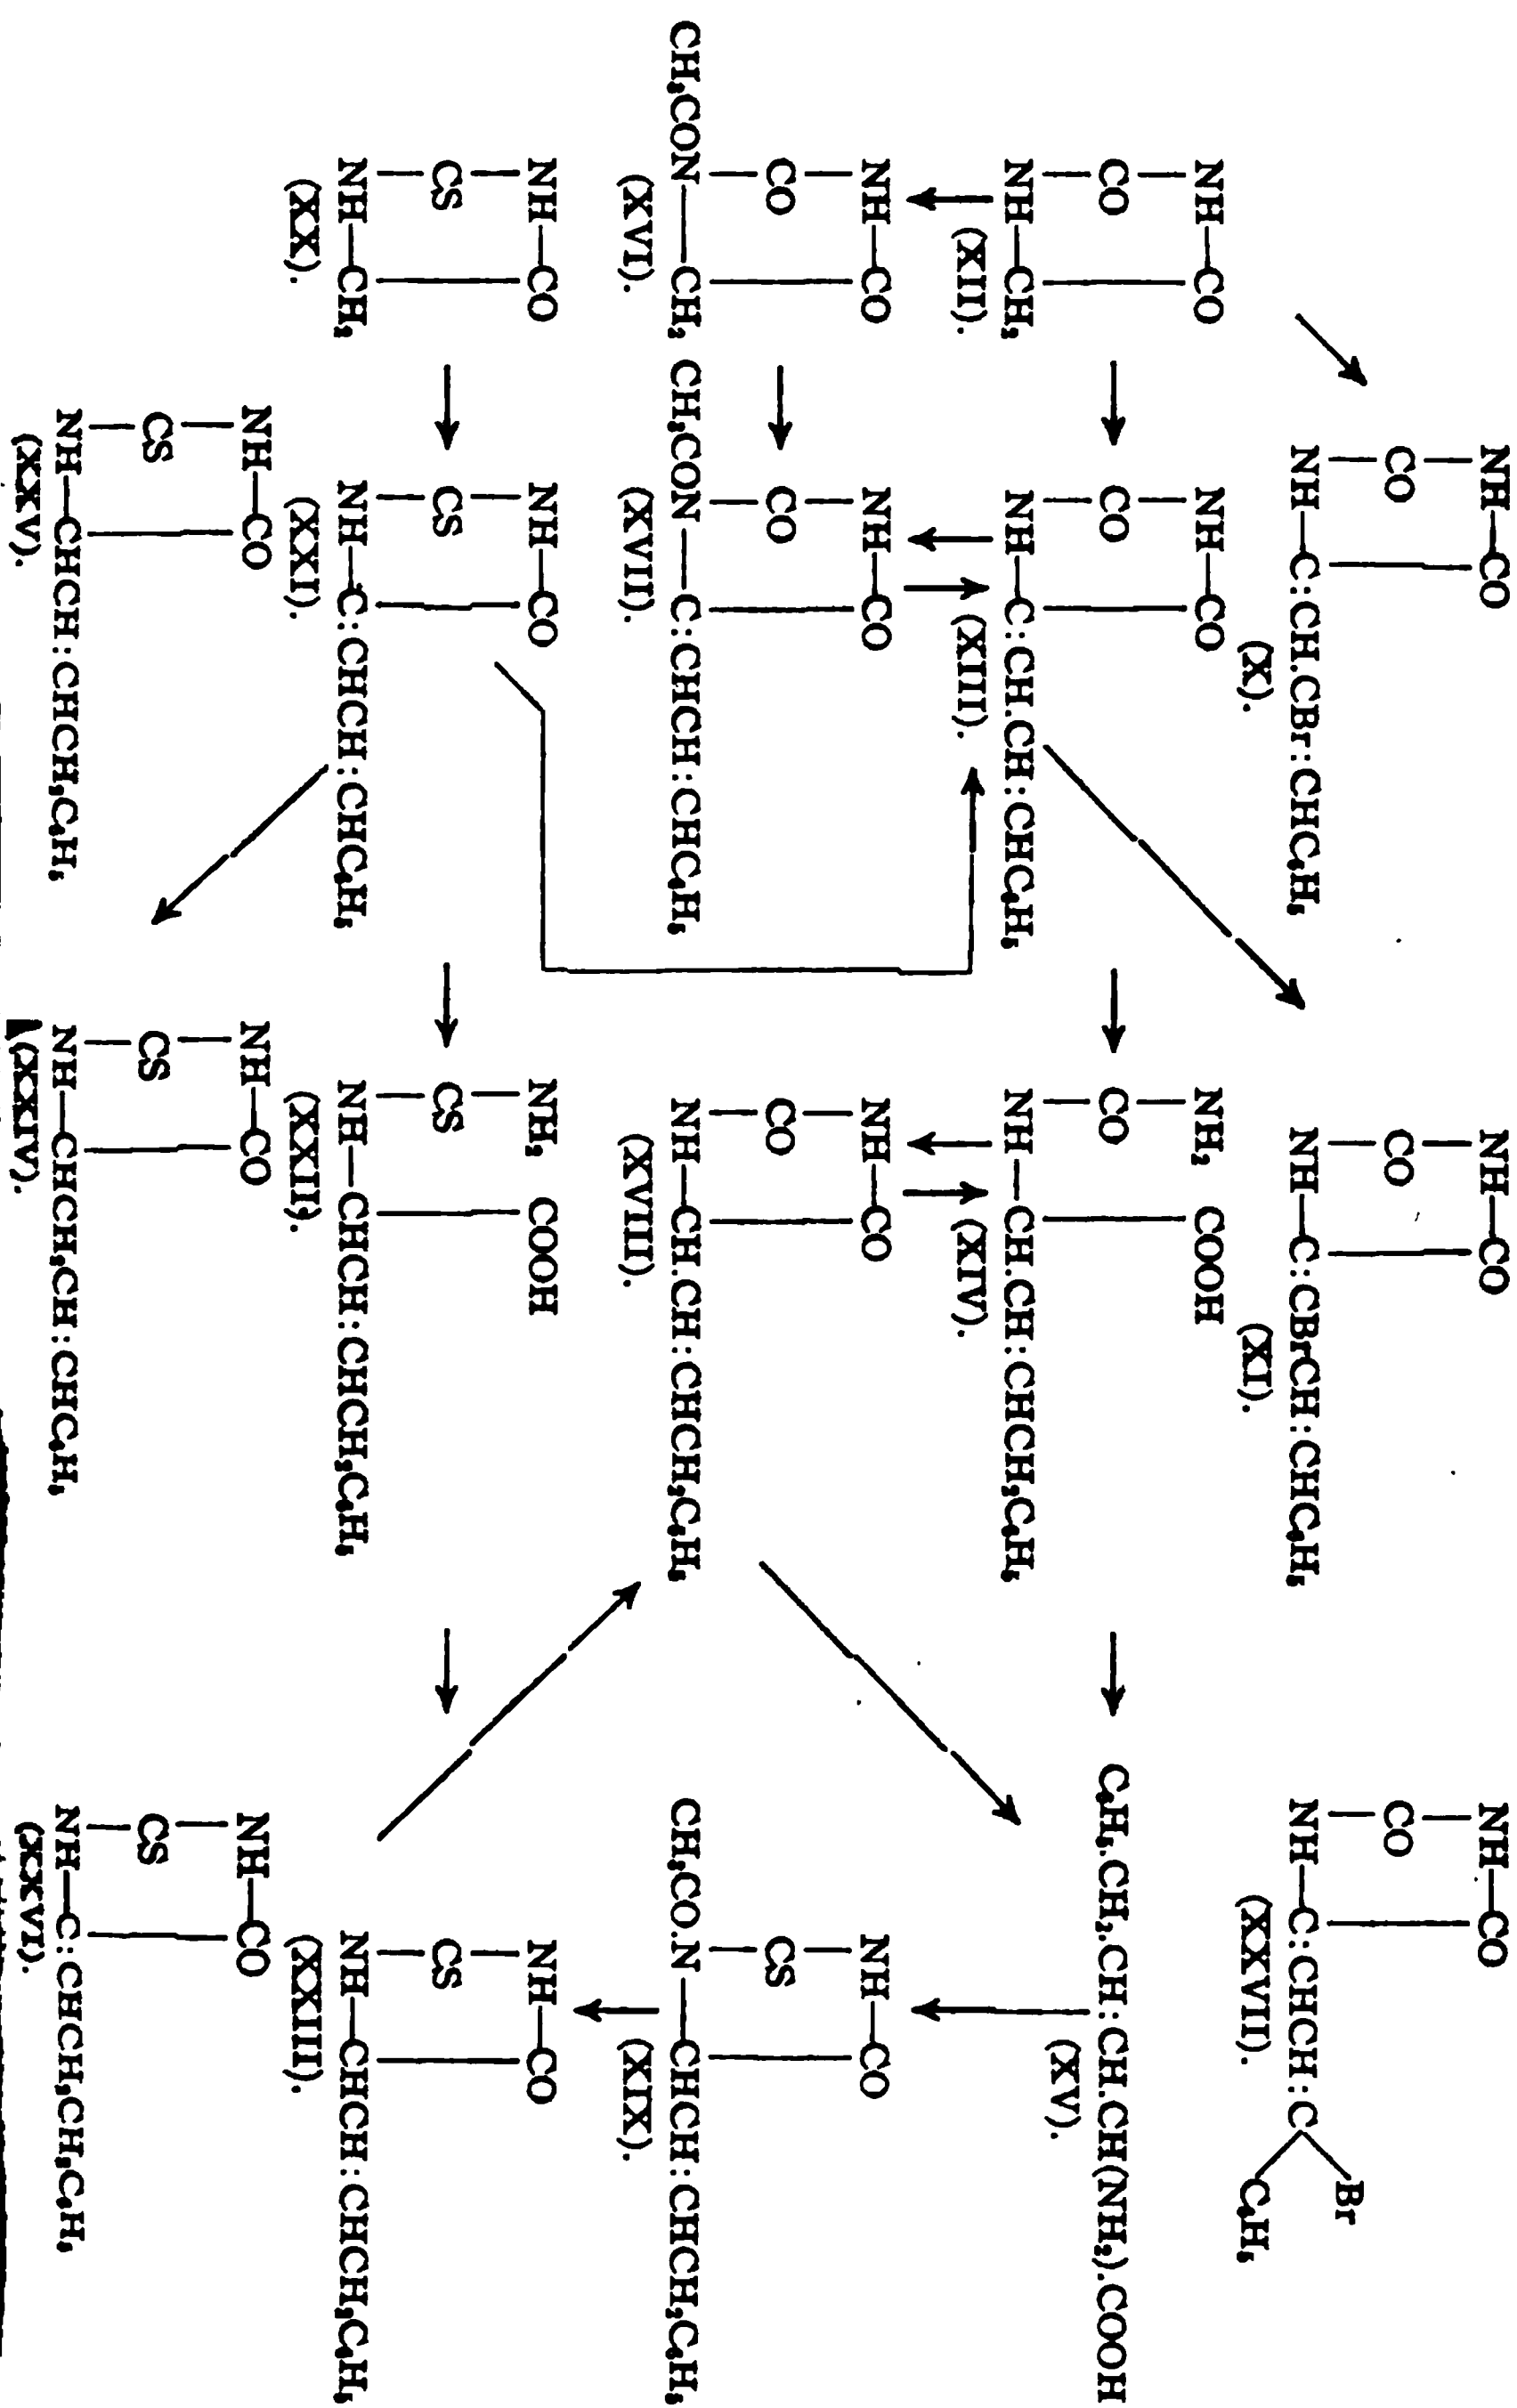 NH—CO NH—CO NH—CO
CO CO CO Br
NH—C:CH.CBr:CHC₆H₅ NH—C:CBrCH:CHC₆H₅ NH—C:CHCH:C
(X). (XI). (XXVII). C₆H₅
NH—CO NH—CO NH₂ COOH
CO CO CO C₆H₅.CH₂.CH:CH.CH(NH₂).COOH
NH—CH₂ NH—C:CH.CH:CHC₆H₅ NH—CH.CH:CHCH₂C₆H₅ (XV).
(XII). (XIII). (XIV).
NH—CO NH—CO NH—CO NH—CO
CO CO CO CS
CH₃CON—CH₂ CH₃CON—C:CHCH:CHC₆H₅ NH—CH.CH:CHCH₂C₆H₅ CH₃CO.N—CHCH:CHCH₂C₆H₅
(XVI). (XVII). (XVIII). (XIX).
NH—CO NH—CO NH₂ COOH NH—CO
CS CS CS CS
NH—CH₂ NH—C:CHCH:CHC₆H₅ NH—CHCH:CHCH₂C₆H₅ NH—CHCH:CHCH₂C₆H₅
(XX). (XXI). (XXII). (XXIII).
NH—CO NH—CO NH—CO
CS CS CS
NH—CHCH:CHCH₂C₆H₅ NH—CHCH₂CH:CHC₆H₅ NH—C:CHCH₂CH₂C₆H₅
(XXV). (XXIV). (XXVI).